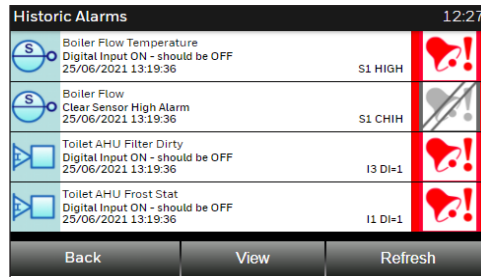 Historic Alarms 12:27
S
Boiler Flow Temperature
Digital Input ON - should be OFF
25/06/2021 13:19:36 S1 HIGH
S
Boiler Flow
Clear Sensor High Alarm
25/06/2021 13:19:36 S1 CHIH
I
Toilet AHU Filter Dirty
Digital Input ON - should be OFF
25/06/2021 13:19:36 I3 DI=1
I
Toilet AHU Frost Stat
Digital Input ON - should be OFF
25/06/2021 13:19:36 I1 DI=1
Back View Refresh